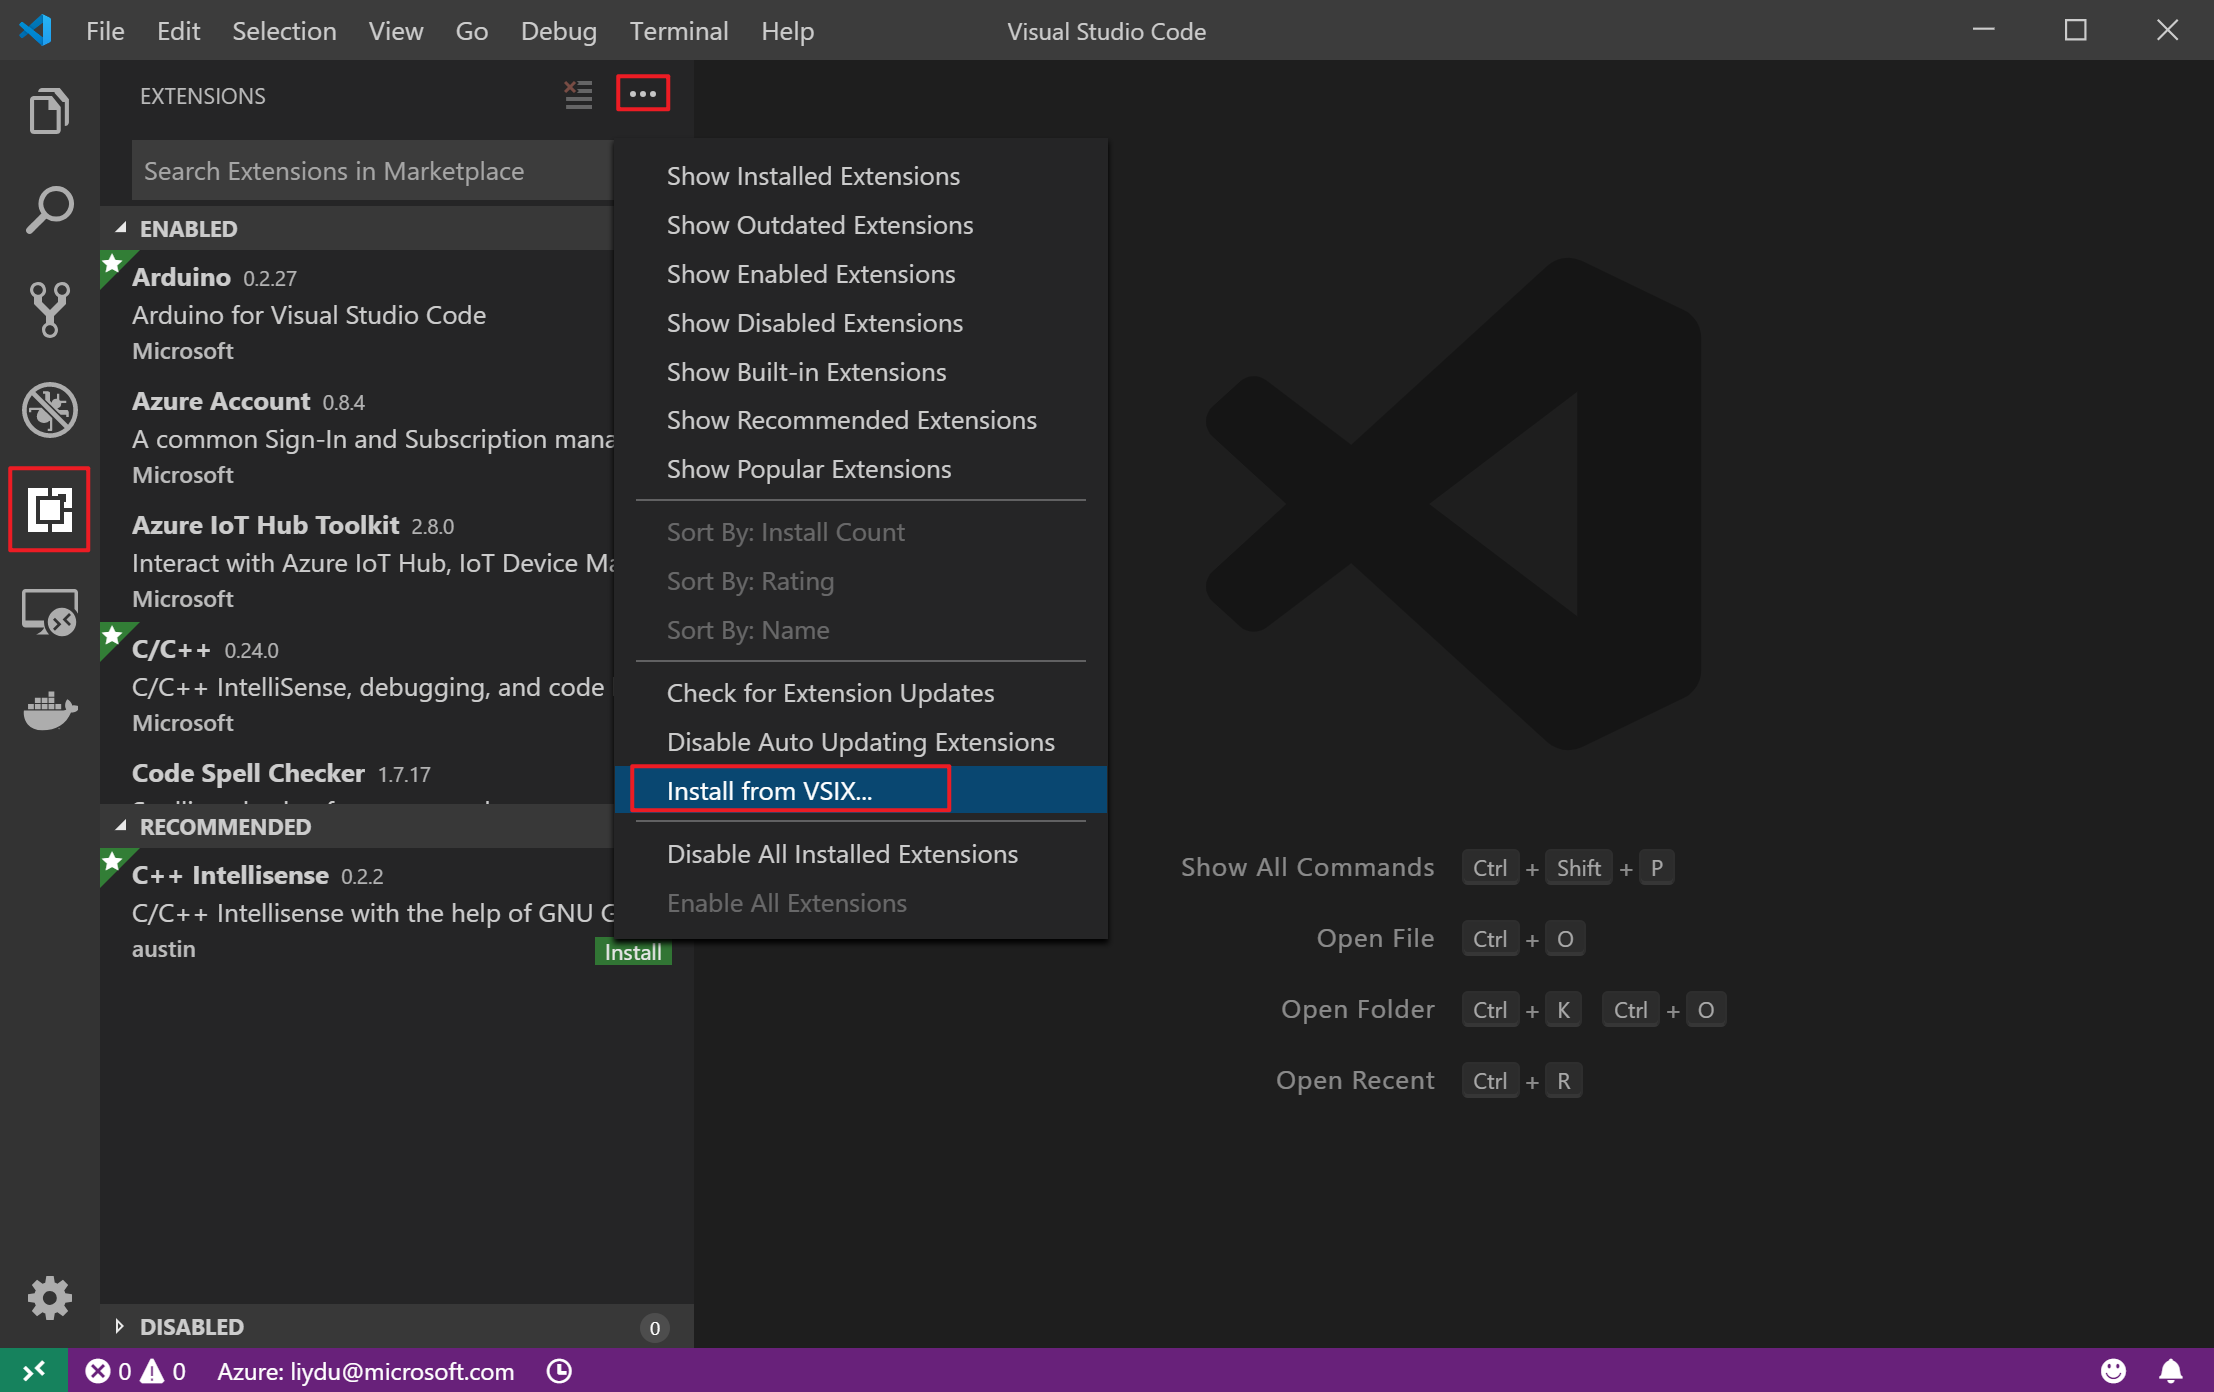 File Edit Selection View Go Debug Terminal Help Visual Studio Code
EXTENSIONS
Search Extensions in Marketplace
ENABLED
Arduino 0.2.27
Arduino for Visual Studio Code
Microsoft
Azure Account 0.8.4
A common Sign-In and Subscription mana
Microsoft
Azure IoT Hub Toolkit 2.8.0
Interact with Azure IoT Hub, IoT Device Ma
Microsoft
C/C++ 0.24.0
C/C++ IntelliSense, debugging, and code
Microsoft
Code Spell Checker 1.7.17
RECOMMENDED
C++ Intellisense 0.2.2
C/C++ Intellisense with the help of GNU G
austin Install
DISABLED 0
Show Installed Extensions
Show Outdated Extensions
Show Enabled Extensions
Show Disabled Extensions
Show Built-in Extensions
Show Recommended Extensions
Show Popular Extensions
Sort By: Install Count
Sort By: Rating
Sort By: Name
Check for Extension Updates
Disable Auto Updating Extensions
Install from VSIX...
Disable All Installed Extensions
Enable All Extensions
Show All Commands Ctrl + Shift + P
Open File Ctrl + O
Open Folder Ctrl + K Ctrl + O
Open Recent Ctrl + R
0 0 Azure: liydu@microsoft.com